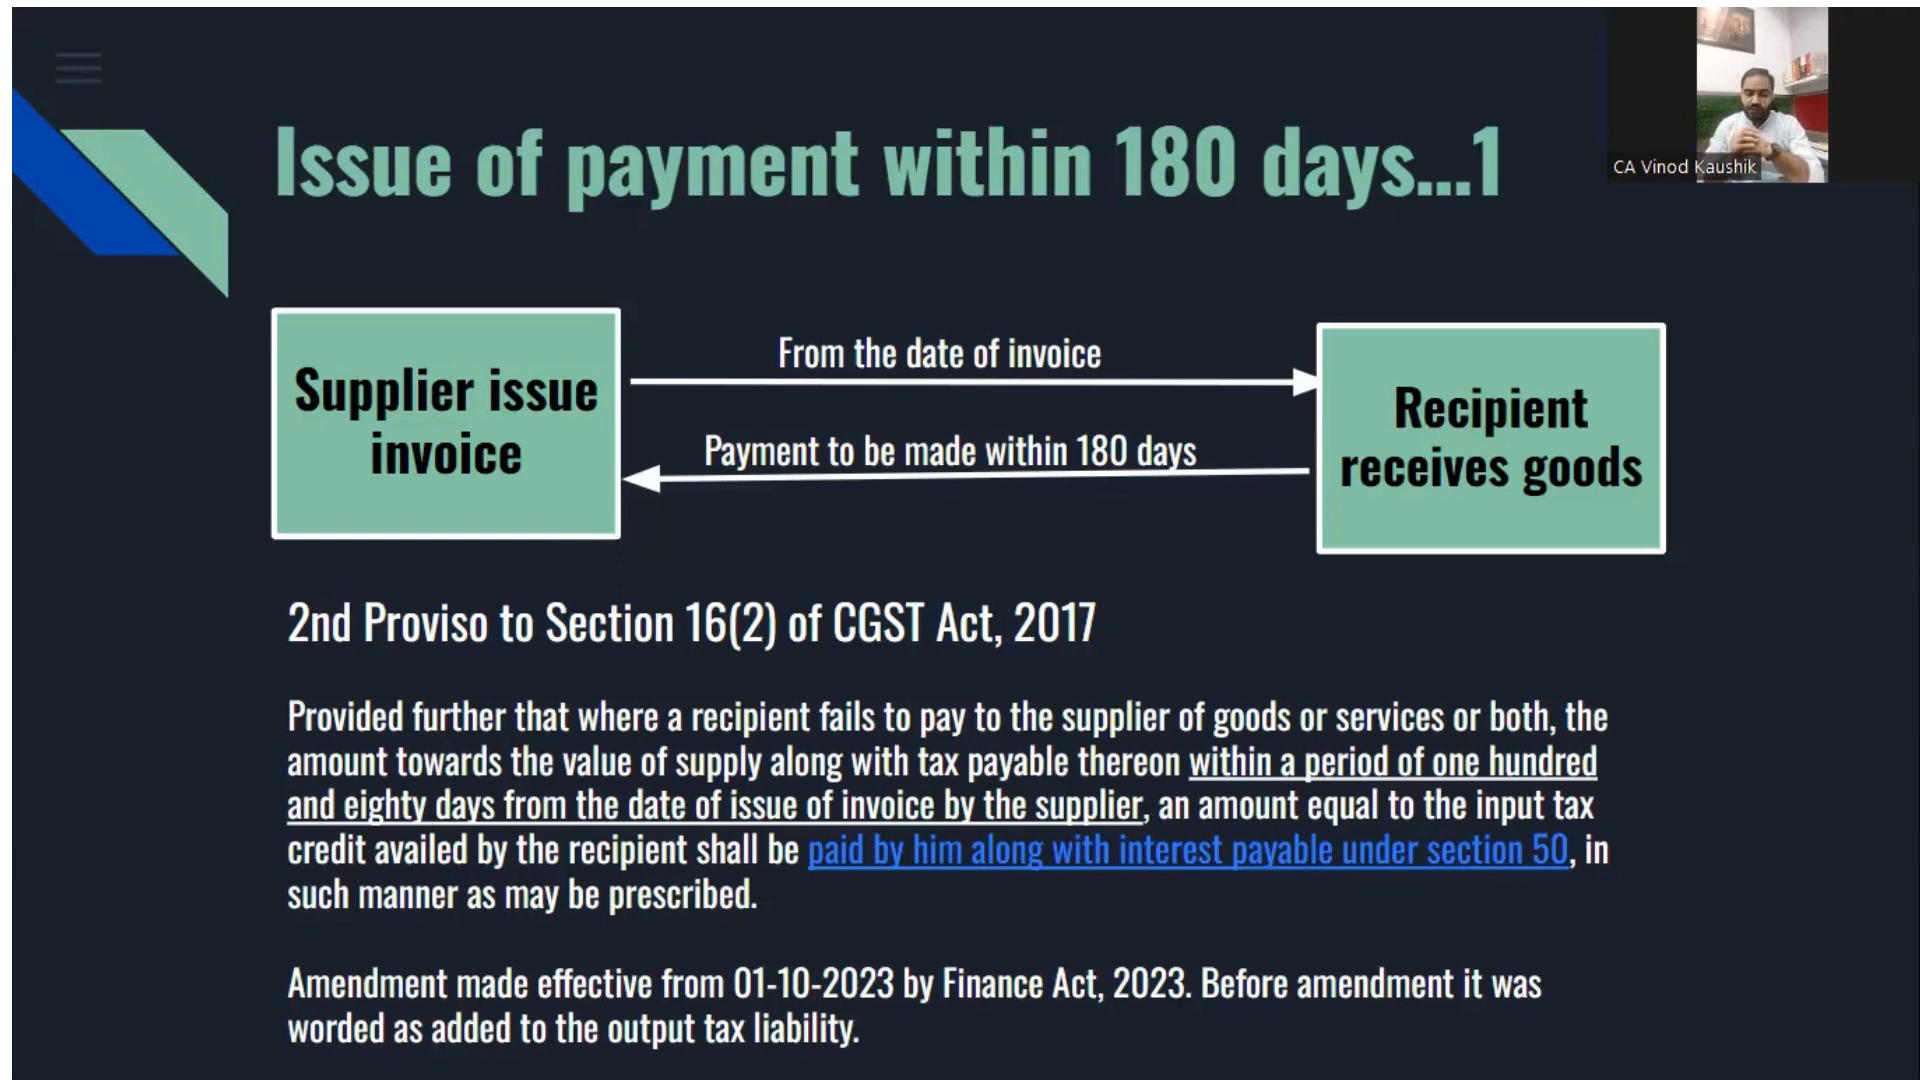 Issue of payment within 180 days...1
CA Vinod Kaushik
Supplier issue
invoice
From the date of invoice
Payment to be made within 180 days
Recipient
receives goods
2nd Proviso to Section 16(2) of CGST Act, 2017
Provided further that where a recipient fails to pay to the supplier of goods or services or both, the
amount towards the value of supply along with tax payable thereon within a period of one hundred
and eighty days from the date of issue of invoice by the supplier, an amount equal to the input tax
credit availed by the recipient shall be paid by him along with interest payable under section 50, in
such manner as may be prescribed.
Amendment made effective from 01-10-2023 by Finance Act, 2023. Before amendment it was
worded as added to the output tax liability.